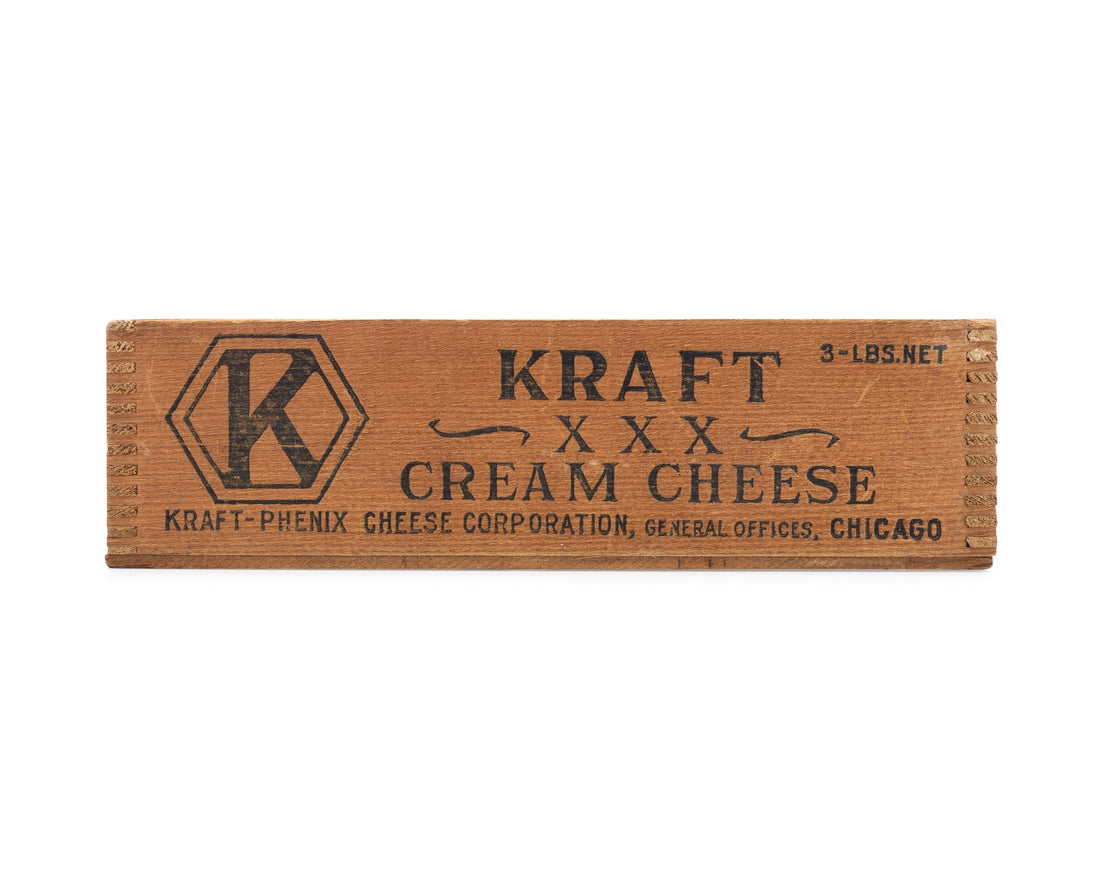 K
KRAFT
3-LBS.NET
XXX
CREAM CHEESE
KRAFT-PHENIX CHEESE CORPORATION, GENERAL OFFICES, CHICAGO